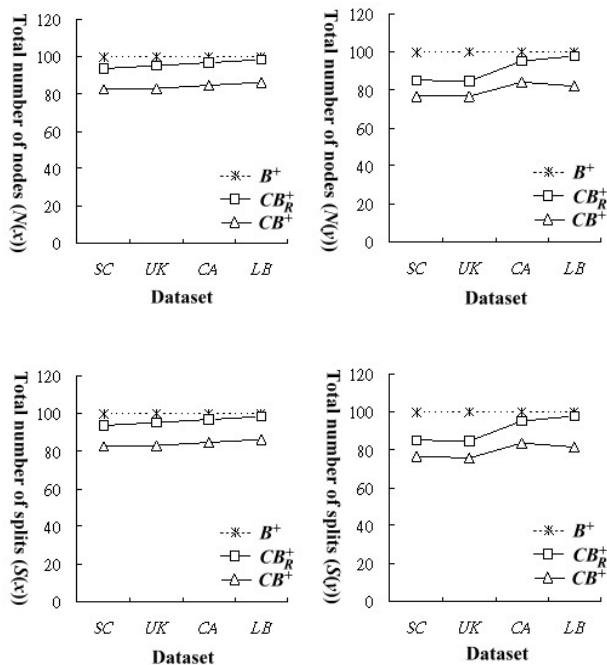 Total number of nodes (N(x))
120
100
80
60
40
20
0
B+
CB+R
CB+
SC UK CA LB
Dataset
Total number of nodes (N(y))
120
100
80
60
40
20
0
B+
CB+R
CB+
SC UK CA LB
Dataset
Total number of splits (S(x))
120
100
80
60
40
20
0
B+
CB+R
CB+
SC UK CA LB
Dataset
Total number of splits (S(y))
120
100
80
60
40
20
0
B+
CB+R
CB+
SC UK CA LB
Dataset